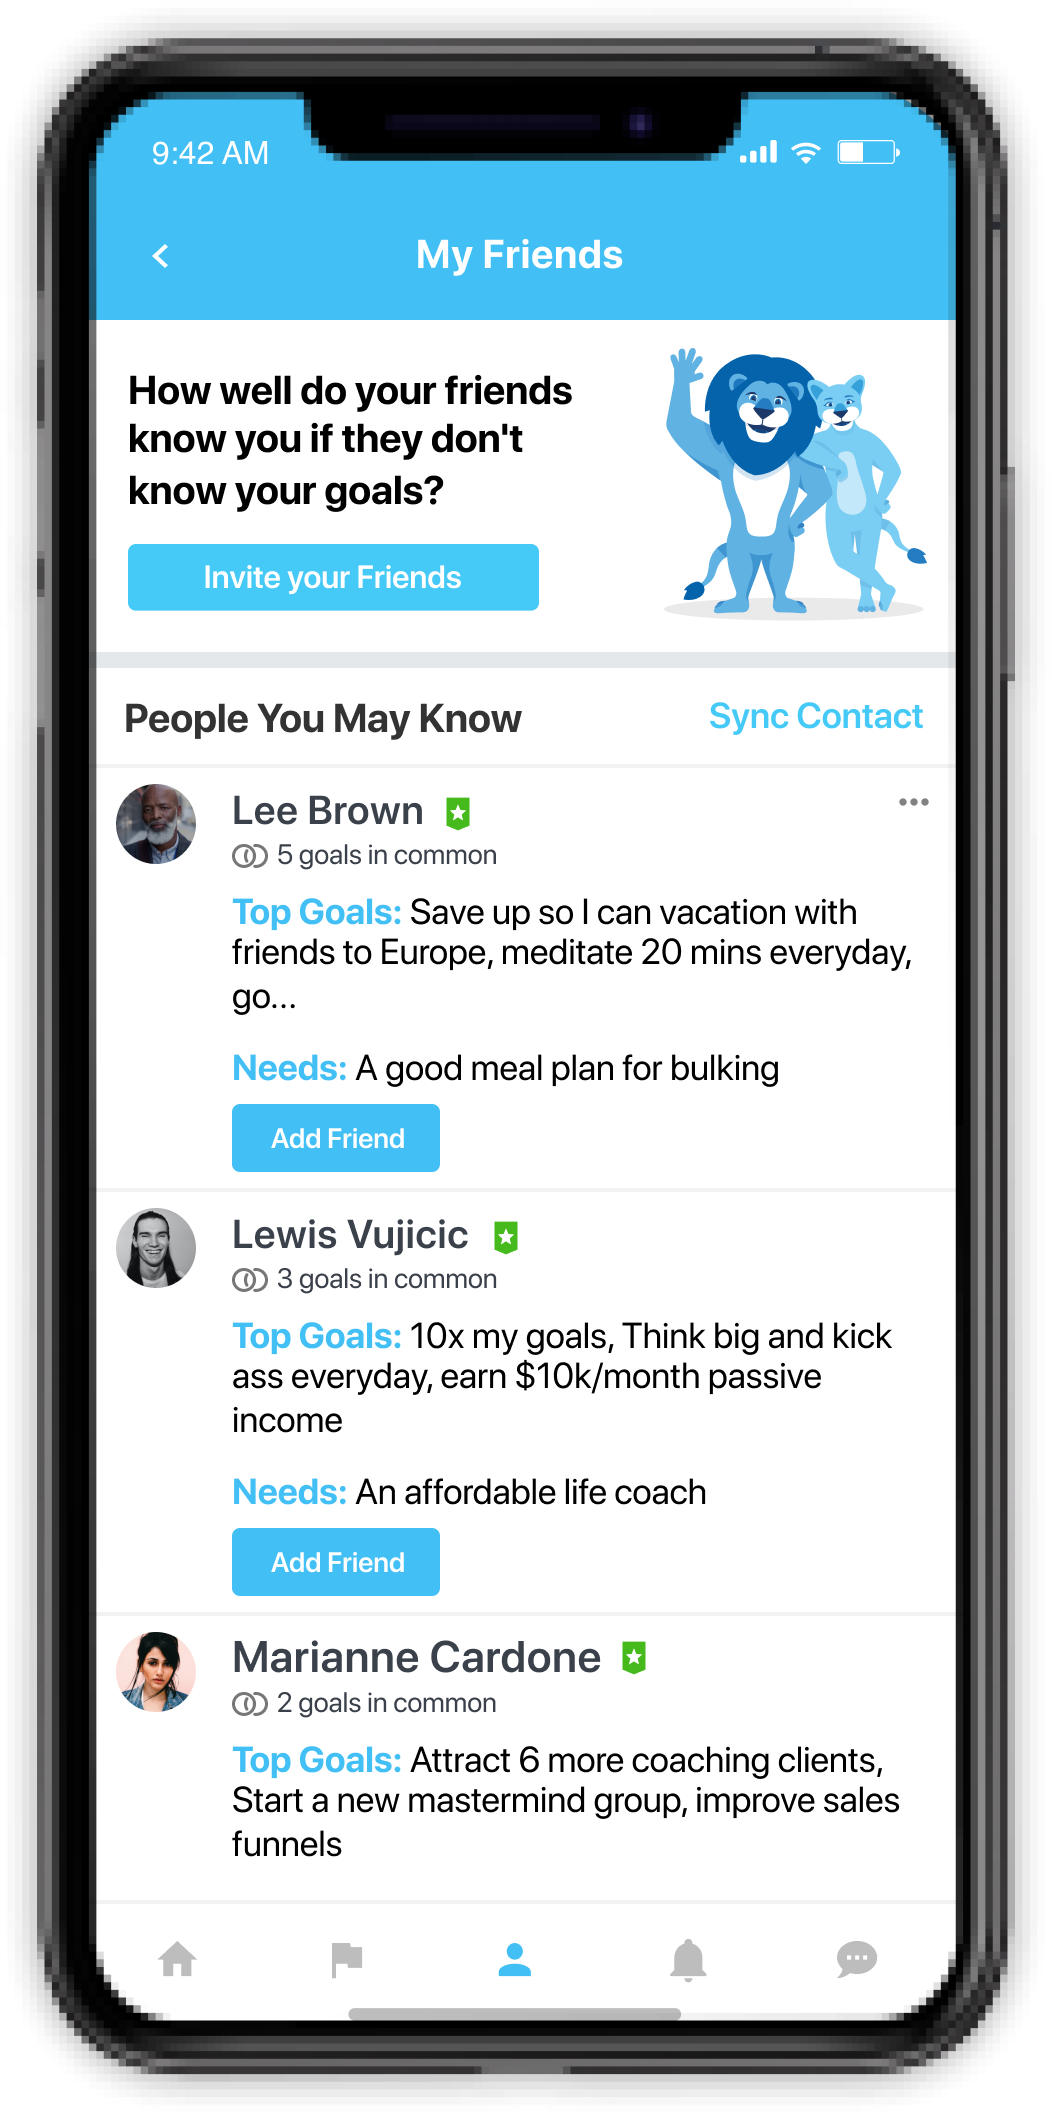 9:42 AM
My Friends
How well do your friends
know you if they don't
know your goals?
Invite your Friends
People You May Know
Sync Contact
Lee Brown
5 goals in common
Top Goals: Save up so I can vacation with
friends to Europe, meditate 20 mins everyday,
go...
Needs: A good meal plan for bulking
Add Friend
Lewis Vujicic
3 goals in common
Top Goals: 10x my goals, Think big and kick
ass everyday, earn $10k/month passive
income
Needs: An affordable life coach
Add Friend
Marianne Cardone
2 goals in common
Top Goals: Attract 6 more coaching clients,
Start a new mastermind group, improve sales
funnels